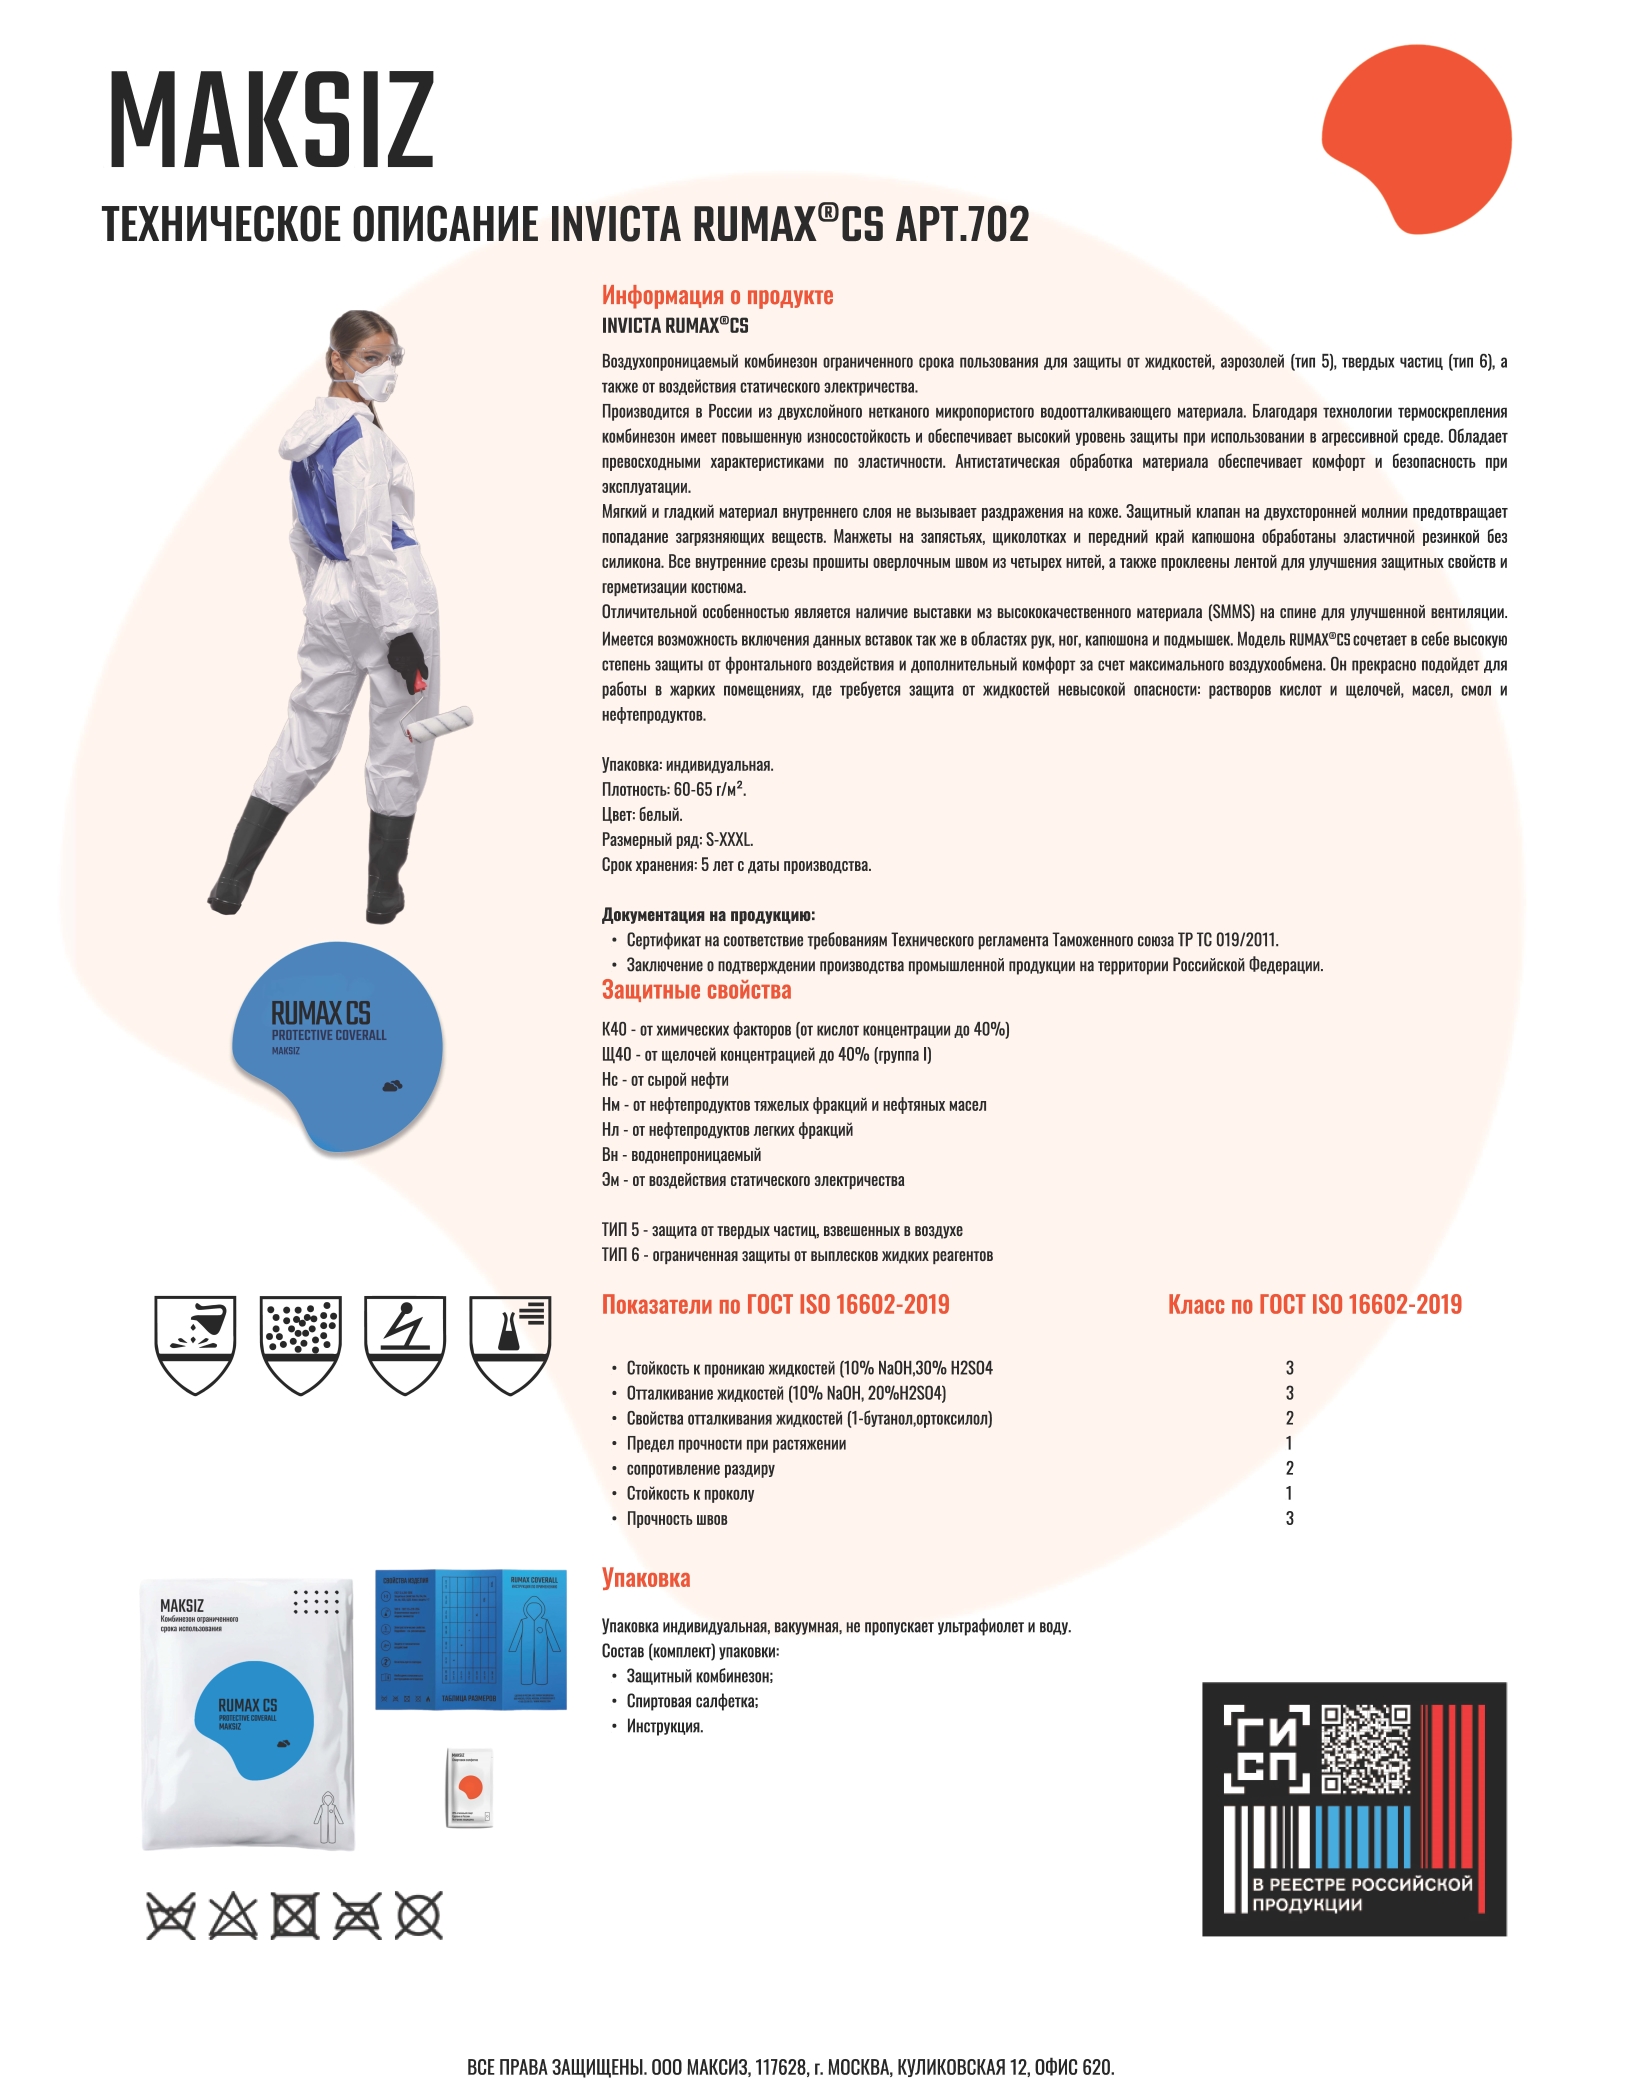 MAKSIZ
ТЕХНИЧЕСКОЕ ОПИСАНИЕ INVICTA RUMAX®CS АРТ.702
Информация о продукте
INVICTA RUMAX®CS
Воздухопроницаемый комбинезон ограниченного срока пользования для защиты от жидкостей, аэрозолей (тип 5), твердых частиц (тип 6), а
также от воздействия статического электричества.
Производится в России из двухслойного нетканого микропористого водоотталкивающего материала. Благодаря технологии термоскрепления
комбинезон имеет повышенную износостойкость и обеспечивает высокий уровень защиты при использовании в агрессивной среде. Обладает
превосходными характеристиками по эластичности. Антистатическая обработка материала обеспечивает комфорт и безопасность при
эксплуатации.
Мягкий и гладкий материал внутреннего слоя не вызывает раздражения на коже. Защитный клапан на двухсторонней молнии предотвращает
попадание загрязняющих веществ. Манжеты на запястьях, щиколотках и передний край капюшона обработаны эластичной резинкой без
силикона. Все внутренние срезы прошиты оверлочным швом из четырех нитей, а также проклеены лентой для улучшения защитных свойств и
герметизации костюма.
Отличительной особенностью является наличие выставки мз высококачественного материала (SMMS) на спине для улучшенной вентиляции.
Имеется возможность включения данных вставок так же в областях рук, ног, капюшона и подмышек. Модель RUMAX®CS сочетает в себе высокую
степень защиты от фронтального воздействия и дополнительный комфорт за счет максимального воздухообмена. Он прекрасно подойдет для
работы в жарких помещениях, где требуется защита от жидкостей невысокой опасности: растворов кислот и щелочей, масел, смол и
нефтепродуктов.
Упаковка: индивидуальная.
Плотность: 60-65 г/м².
Цвет: белый.
Размерный ряд: S-XXXL.
Срок хранения: 5 лет с даты производства.
Документация на продукцию:
• Сертификат на соответствие требованиям Технического регламента Таможенного союза ТР ТС 019/2011.
• Заключение о подтверждении производства промышленной продукции на территории Российской Федерации.
RUMAX CS
PROTECTIVE COVERALL
MAKSIZ
Защитные свойства
К40 - от химических факторов (от кислот концентрации до 40%)
Щ40 - от щелочей концентрацией до 40% (группа I)
Нс - от сырой нефти
Нм - от нефтепродуктов тяжелых фракций и нефтяных масел
Нл - от нефтепродуктов легких фракций
Вн - водонепроницаемый
Эм - от воздействия статического электричества
ТИП 5 - защита от твердых частиц, взвешенных в воздухе
ТИП 6 - ограниченная защиты от выплесков жидких реагентов
Показатели по ГОСТ ISO 16602-2019 Класс по ГОСТ ISO 16602-2019
• Стойкость к проникаю жидкостей (10% NaOH,30% H2SO4 3
• Отталкивание жидкостей (10% NaOH, 20%H2SO4) 3
• Свойства отталкивания жидкостей (1-бутанол,ортоксилол) 2
• Предел прочности при растяжении 1
• сопротивление раздиру 2
• Стойкость к проколу 1
• Прочность швов 3
MAKSIZ
Комбинезон ограниченного
срока использования
RUMAX CS
PROTECTIVE COVERALL
MAKSIZ
СВОЙСТВА ИЗДЕЛИЯ
RUMAX COVERALL
ТАБЛИЦА РАЗМЕРОВ
MAKSIZ
Упаковка
Упаковка индивидуальная, вакуумная, не пропускает ультрафиолет и воду.
Состав (комплект) упаковки:
• Защитный комбинезон;
• Спиртовая салфетка;
• Инструкция.
ГИ
СП
В РЕЕСТРЕ РОССИЙСКОЙ
ПРОДУКЦИИ
ВСЕ ПРАВА ЗАЩИЩЕНЫ. ООО МАКСИЗ, 117628, г. МОСКВА, КУЛИКОВСКАЯ 12, ОФИС 620.